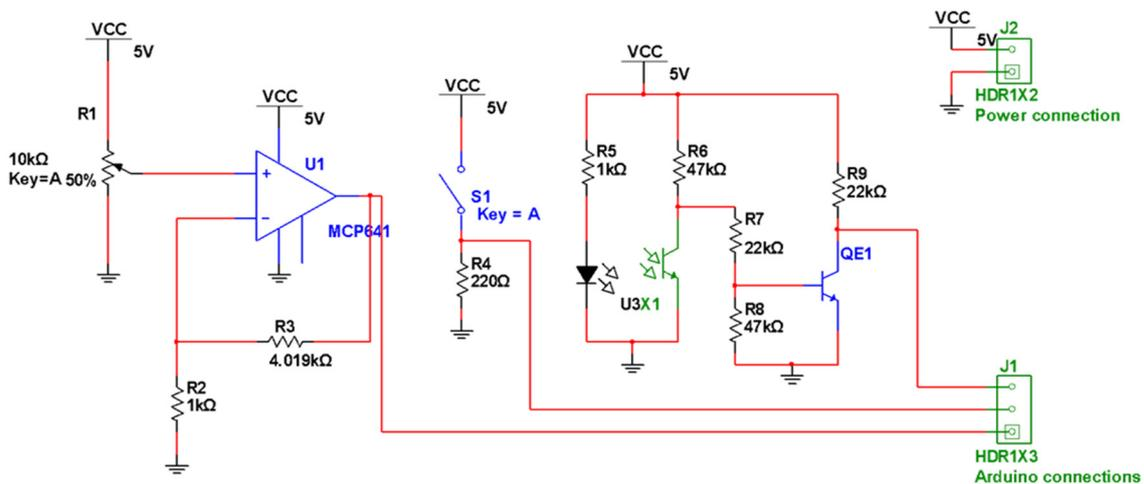 VCC
5V
R1
10kΩ
Key=A 50%
VCC
5V
U1
MCP641
R3
4.019kΩ
R2
1kΩ
VCC
5V
S1
Key = A
R4
220Ω
VCC
5V
R5
1kΩ
R6
47kΩ
R7
22kΩ
R8
47kΩ
R9
22kΩ
U3X1
QE1
VCC
5V
J2
HDR1X2
Power connection
J1
HDR1X3
Arduino connections